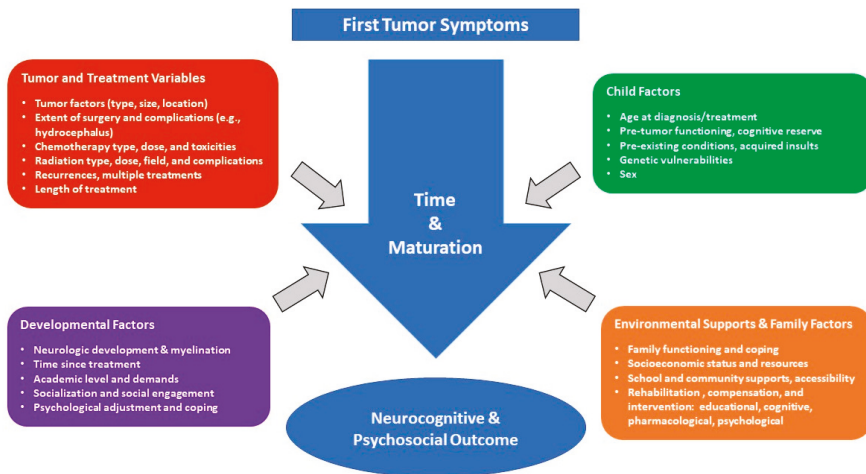 First Tumor Symptoms
Tumor and Treatment Variables
• Tumor factors (type, size, location)
• Extent of surgery and complications (e.g.,
hydrocephalus)
• Chemotherapy type, dose, and toxicities
• Radiation type, dose, field, and complications
• Recurrences, multiple treatments
• Length of treatment
Child Factors
• Age at diagnosis/treatment
• Pre-tumor functioning, cognitive reserve
• Pre-existing conditions, acquired insults
• Genetic vulnerabilities
• Sex
Time
&
Maturation
Developmental Factors
• Neurologic development & myelination
• Time since treatment
• Academic level and demands
• Socialization and social engagement
• Psychological adjustment and coping
Environmental Supports & Family Factors
• Family functioning and coping
• Socioeconomic status and resources
• School and community supports, accessibility
• Rehabilitation , compensation, and
intervention: educational, cognitive,
pharmacological, psychological
Neurocognitive &
Psychosocial Outcome